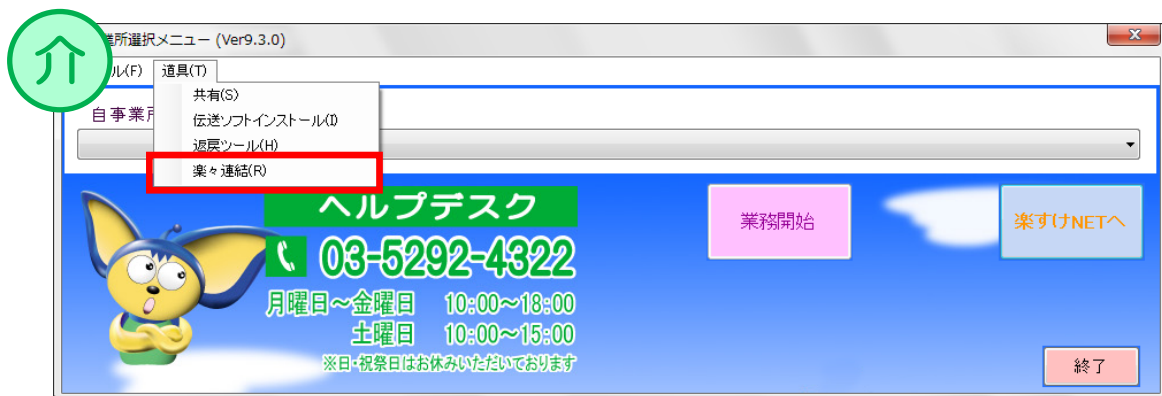 介
業所選択メニュー (Ver9.3.0)
ル(F) 道具(T)
共有(S)
伝送ソフトインストール(I)
返戻ツール(H)
楽々連結(R)
自事業所
ヘルプデスク
03-5292-4322
月曜日～金曜日 10:00～18:00
土曜日 10:00～15:00
※日・祝祭日はお休みいただいております
業務開始
楽すけNETへ
終了